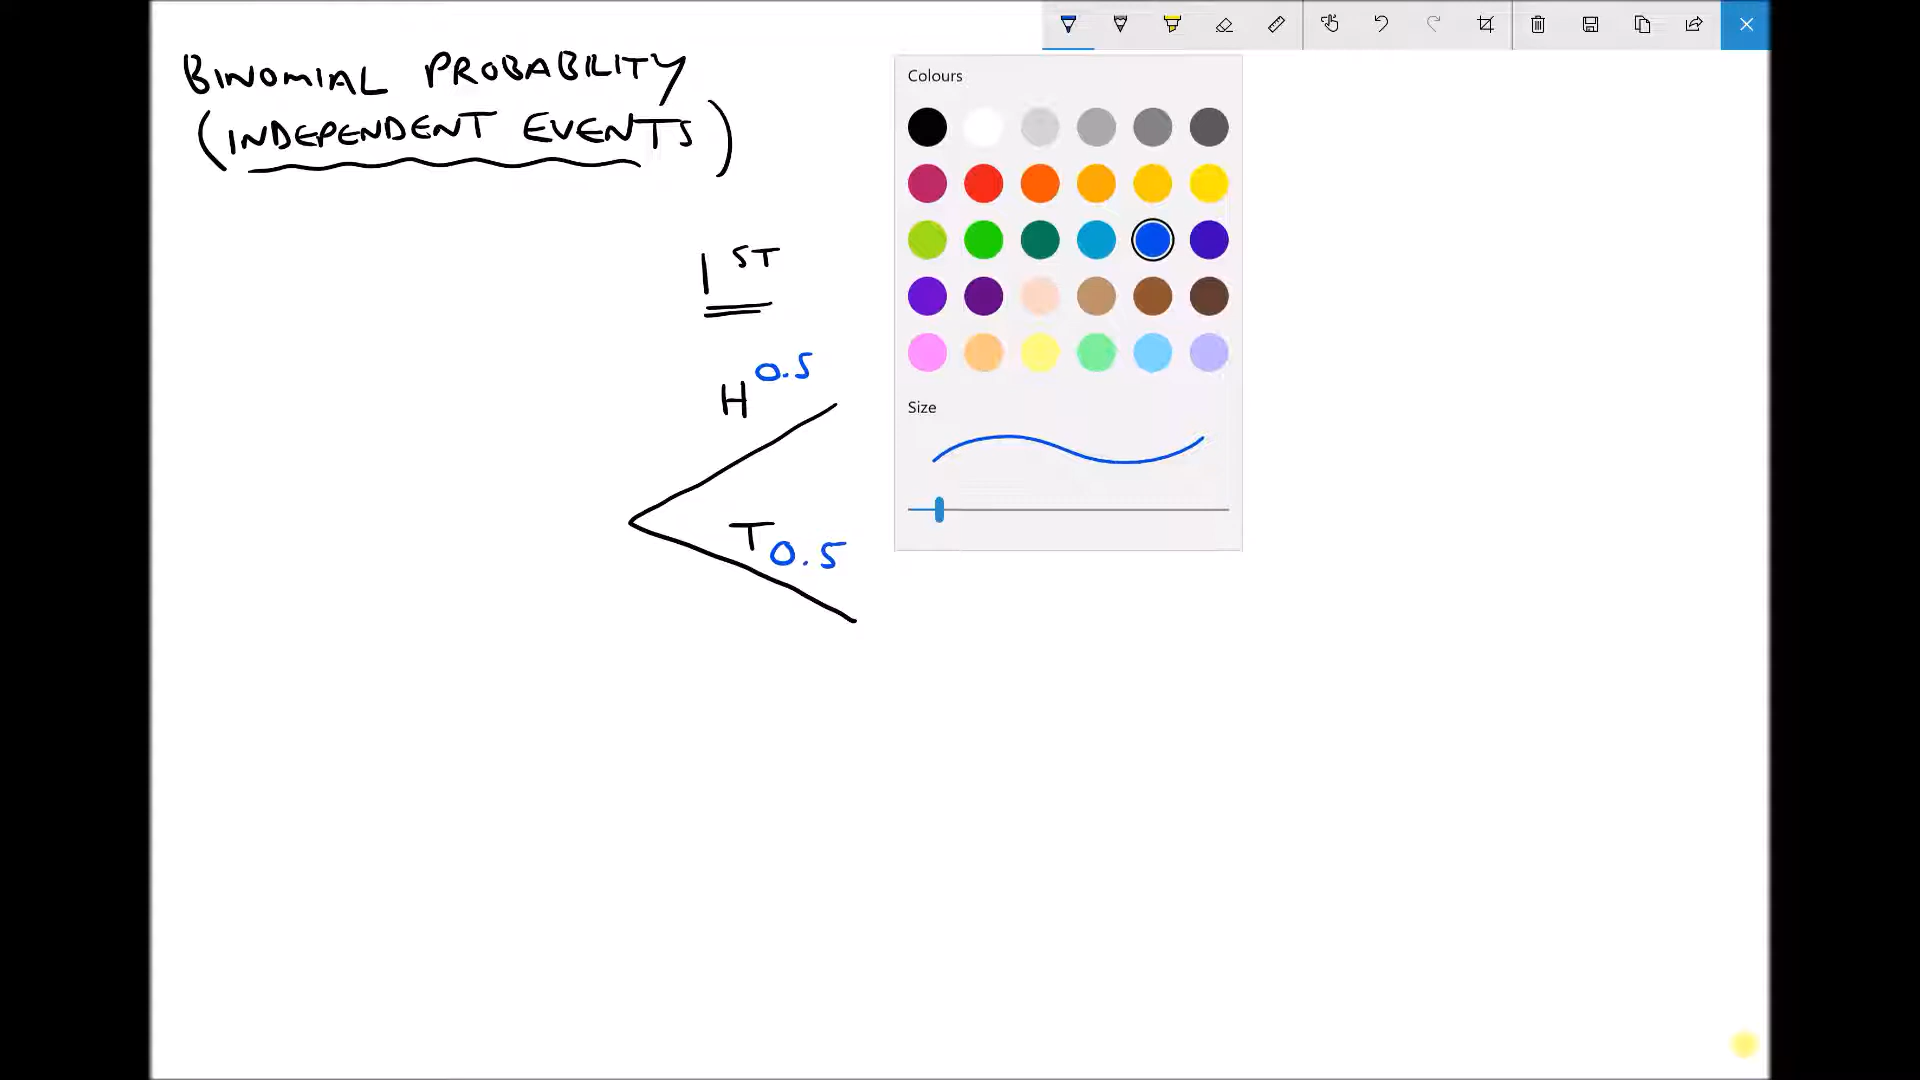 BINOMIAL PROBABILITY
(INDEPENDENT EVENTS)
1ST
H 0.5
T 0.5
Colours
Size